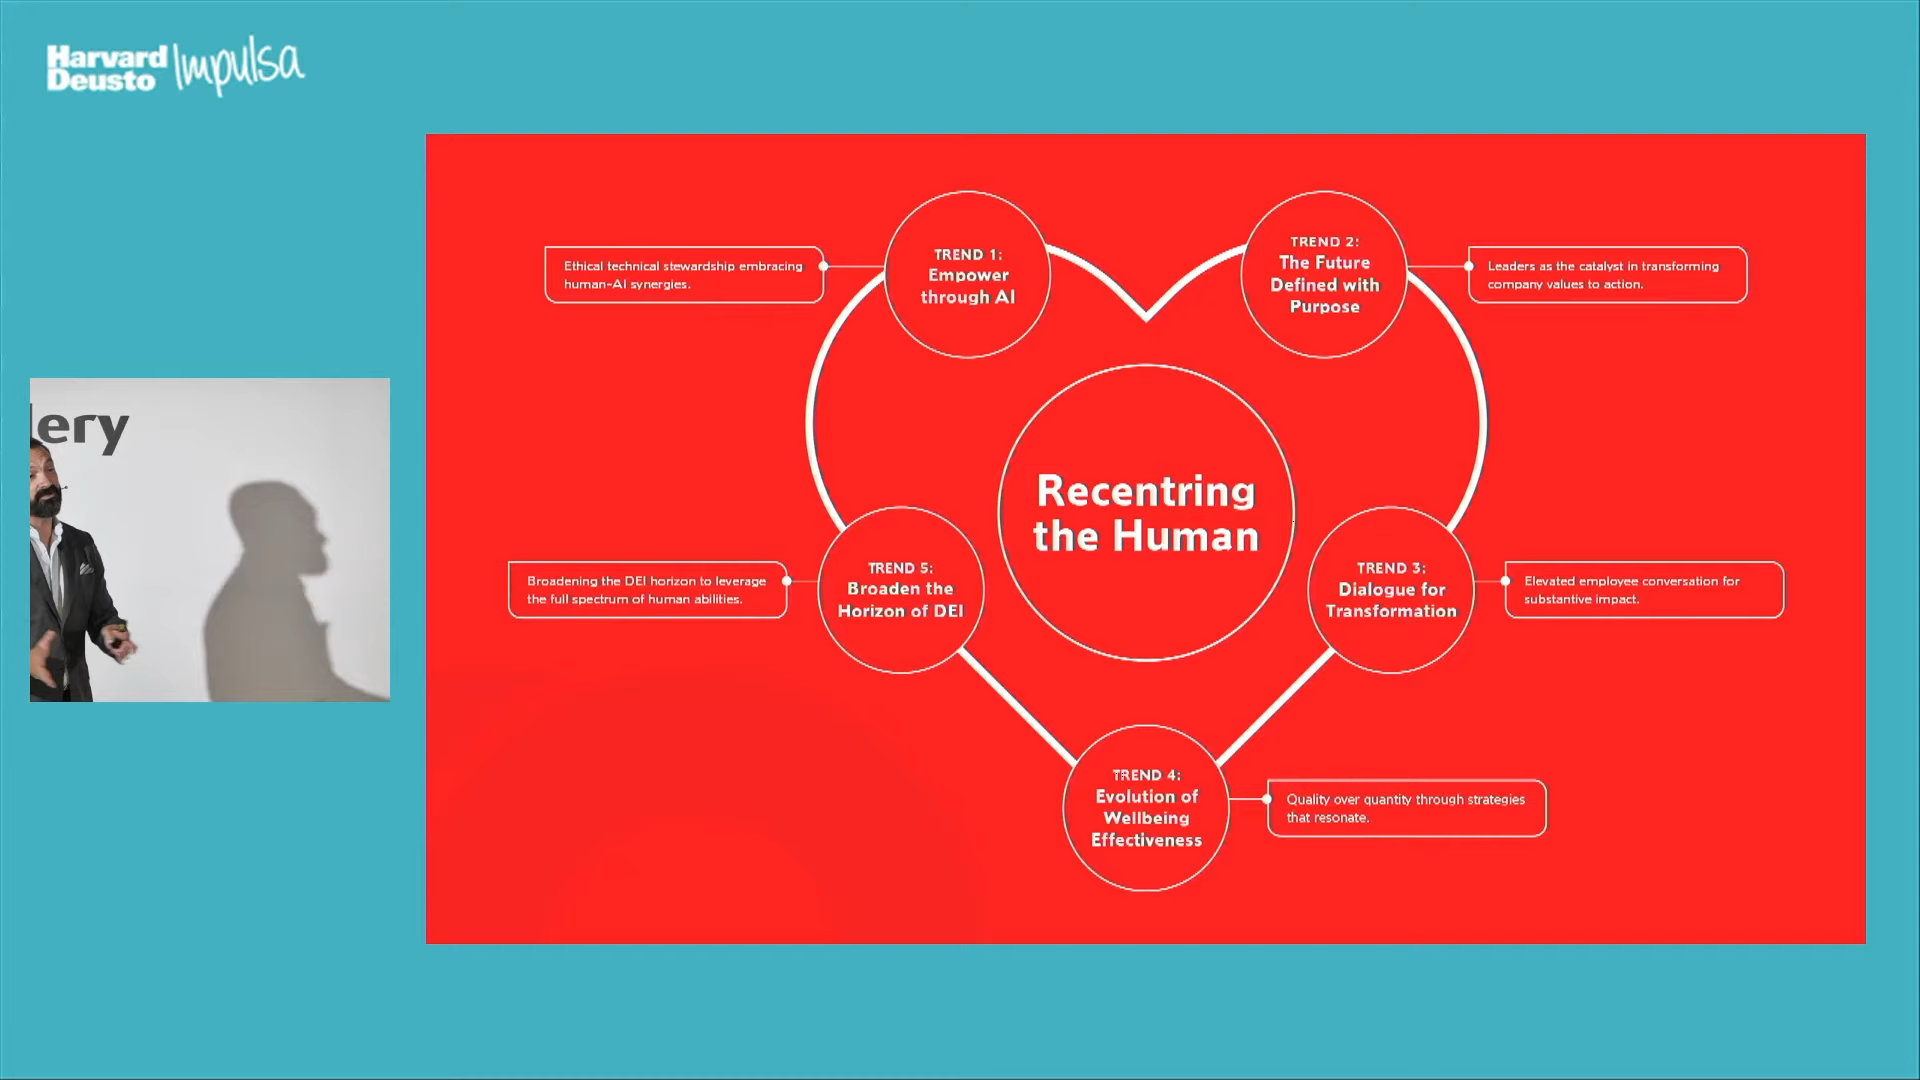 Harvard
Deusto
Impulsa
TREND 1:
Empower
through AI
Ethical technical stewardship embracing
human-AI synergies.
TREND 2:
The Future
Defined with
Purpose
Leaders as the catalyst in transforming
company values to action.
Recentring
the Human
TREND 3:
Dialogue for
Transformation
Elevated employee conversation for
substantive impact.
TREND 4:
Evolution of
Wellbeing
Effectiveness
Quality over quantity through strategies
that resonate.
TREND 5:
Broaden the
Horizon of DEI
Broadening the DEI horizon to leverage
the full spectrum of human abilities.
ery